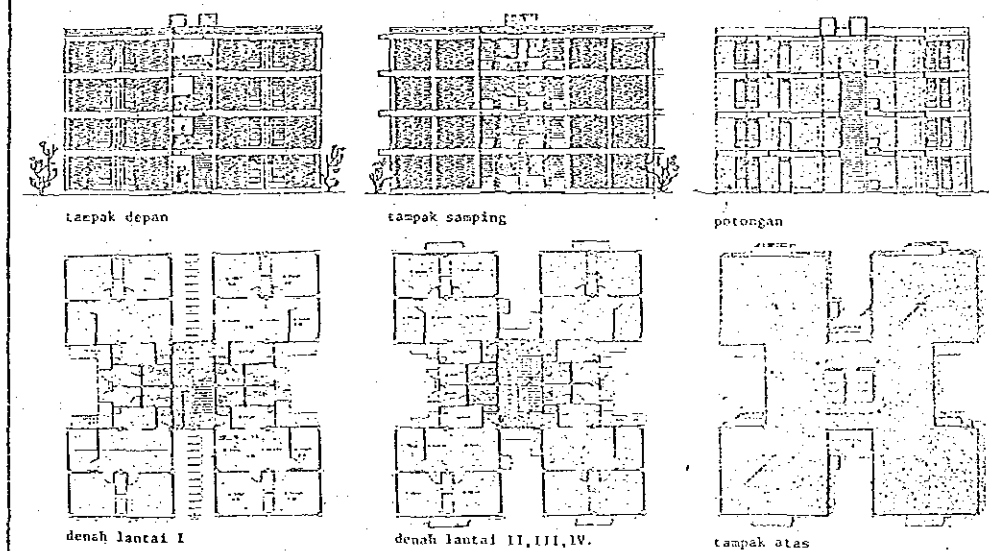 tampak depan
tampak samping
potongan
denah lantai I
denah lantai II,III,IV.
tampak atas